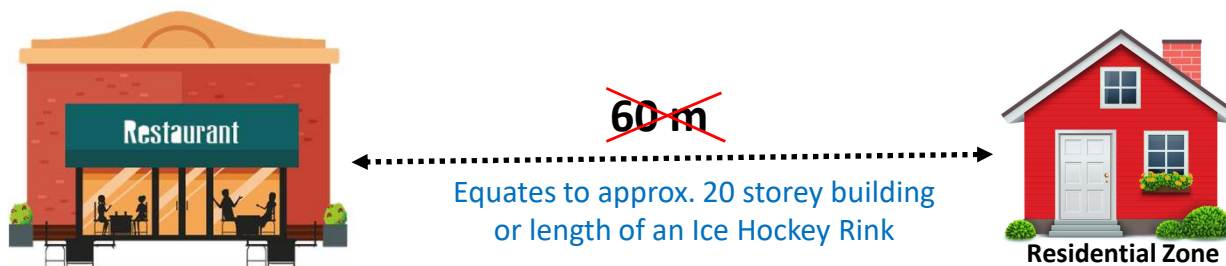 Restaurant
60 m
Equates to approx. 20 storey building
or length of an Ice Hockey Rink
Residential Zone